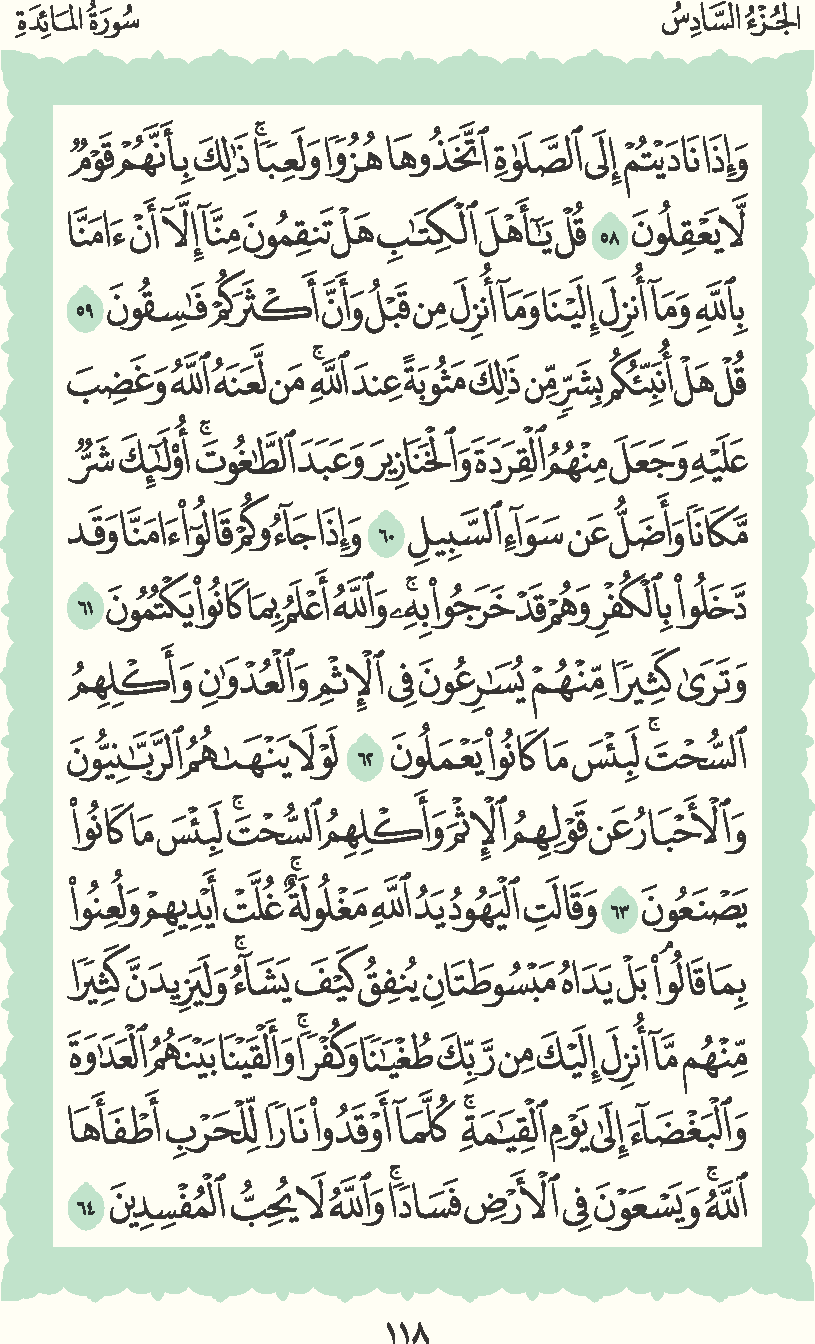 الجُزْءُ السَّادِسُ
سُورَةُ المَائِدَةِ
وَإِذَا نَادَيْتُمْ إِلَى ٱلصَّلَوٰةِ ٱتَّخَذُوهَا هُزُوٗا وَلَعِبٗاۚ ذَٰلِكَ بِأَنَّهُمْ قَوْمٞ
لَّا يَعْقِلُونَ ٥٨ قُلْ يَٰٓأَهْلَ ٱلْكِتَٰبِ هَلْ تَنقِمُونَ مِنَّآ إِلَّآ أَنْ ءَامَنَّا
بِٱللَّهِ وَمَآ أُنزِلَ إِلَيْنَا وَمَآ أُنزِلَ مِن قَبْلُ وَأَنَّ أَكْثَرَكُمْ فَٰسِقُونَ ٥٩
قُلْ هَلْ أُنَبِّئُكُم بِشَرّٖ مِّن ذَٰلِكَ مَثُوبَةً عِندَ ٱللَّهِۚ مَن لَّعَنَهُ ٱللَّهُ وَغَضِبَ
عَلَيْهِ وَجَعَلَ مِنْهُمُ ٱلْقِرَدَةَ وَٱلْخَنَازِيرَ وَعَبَدَ ٱلطَّٰغُوتَۚ أُوْلَٰٓئِكَ شَرّٞ
مَّكَانٗا وَأَضَلُّ عَن سَوَآءِ ٱلسَّبِيلِ ٦٠ وَإِذَا جَآءُوكُمْ قَالُوٓاْ ءَامَنَّا وَقَد
دَّخَلُواْ بِٱلْكُفْرِ وَهُمْ قَدْ خَرَجُواْ بِهِۦۚ وَٱللَّهُ أَعْلَمُ بِمَا كَانُواْ يَكْتُمُونَ ٦١
وَتَرَىٰ كَثِيرٗا مِّنْهُمْ يُسَٰرِعُونَ فِي ٱلْإِثْمِ وَٱلْعُدْوَٰنِ وَأَكْلِهِمُ
ٱلسُّحْتَۚ لَبِئْسَ مَا كَانُواْ يَعْمَلُونَ ٦٢ لَوْلَا يَنْهَىٰهُمُ ٱلرَّبَّٰنِيُّونَ
وَٱلْأَحْبَارُ عَن قَوْلِهِمُ ٱلْإِثْمَ وَأَكْلِهِمُ ٱلسُّحْتَۚ لَبِئْسَ مَا كَانُواْ
يَصْنَعُونَ ٦٣ وَقَالَتِ ٱلْيَهُودُ يَدُ ٱللَّهِ مَغْلُولَةٌۚ غُلَّتْ أَيْدِيهِمْ وَلُعِنُواْ
بِمَا قَالُواْۘ بَلْ يَدَاهُ مَبْسُوطَتَانِ يُنفِقُ كَيْفَ يَشَآءُۚ وَلَيَزِيدَنَّ كَثِيرٗا
مِّنْهُم مَّآ أُنزِلَ إِلَيْكَ مِن رَّبِّكَ طُغْيَٰنٗا وَكُفْرٗاۚ وَأَلْقَيْنَا بَيْنَهُمُ ٱلْعَدَٰوَةَ
وَٱلْبَغْضَآءَ إِلَىٰ يَوْمِ ٱلْقِيَٰمَةِۚ كُلَّمَآ أَوْقَدُواْ نَارٗا لِّلْحَرْبِ أَطْفَأَهَا
ٱللَّهُۚ وَيَسْعَوْنَ فِي ٱلْأَرْضِ فَسَادٗاۚ وَٱللَّهُ لَا يُحِبُّ ٱلْمُفْسِدِينَ ٦٤
١١٨